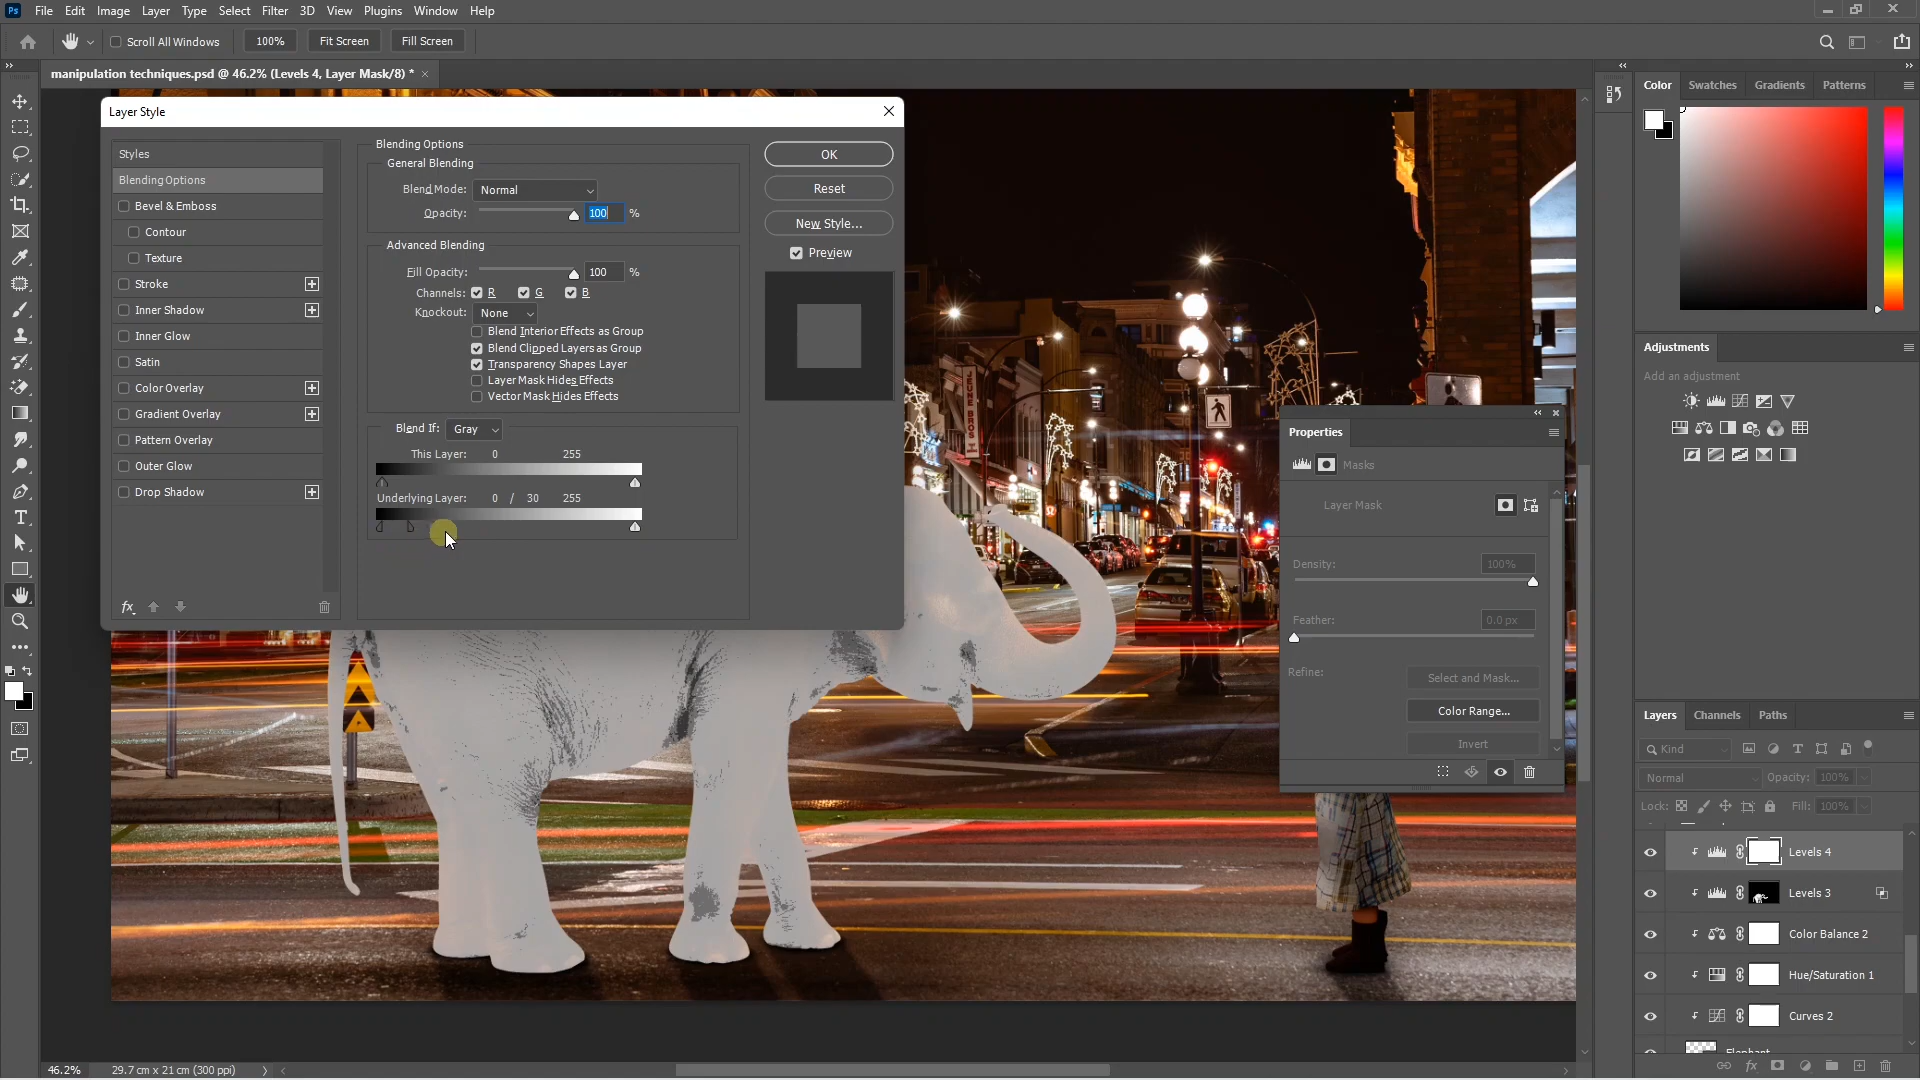 Ps File Edit Image Layer Type Select Filter 3D View Plugins Window Help
Scroll All Windows 100% Fit Screen Fill Screen
manipulation techniques.psd @ 46.2% (Levels 4, Layer Mask/8) * ×
Layer Style
Styles
Blending Options
Bevel & Emboss
Contour
Texture
Stroke
Inner Shadow
Inner Glow
Satin
Color Overlay
Gradient Overlay
Pattern Overlay
Outer Glow
Drop Shadow
fx
Blending Options
General Blending
Blend Mode: Normal
Opacity: 100 %
Advanced Blending
Fill Opacity: 100 %
Channels: R G B
Knockout: None
Blend Interior Effects as Group
Blend Clipped Layers as Group
Transparency Shapes Layer
Layer Mask Hides Effects
Vector Mask Hides Effects
Blend If: Gray
This Layer: 0 255
Underlying Layer: 0 / 30 255
OK
Reset
New Style...
Preview
JEUNE BROS
Properties
Masks
Layer Mask
Density: 100%
Feather: 0.0 px
Refine: Select and Mask...
Color Range...
Invert
Color Swatches Gradients Patterns
Adjustments
Add an adjustment
Layers Channels Paths
Kind
Normal Opacity: 100%
Lock: Fill: 100%
Levels 4
Levels 3
Color Balance 2
Hue/Saturation 1
Curves 2
Elephant
fx
46.2% 29.7 cm x 21 cm (300 ppi)